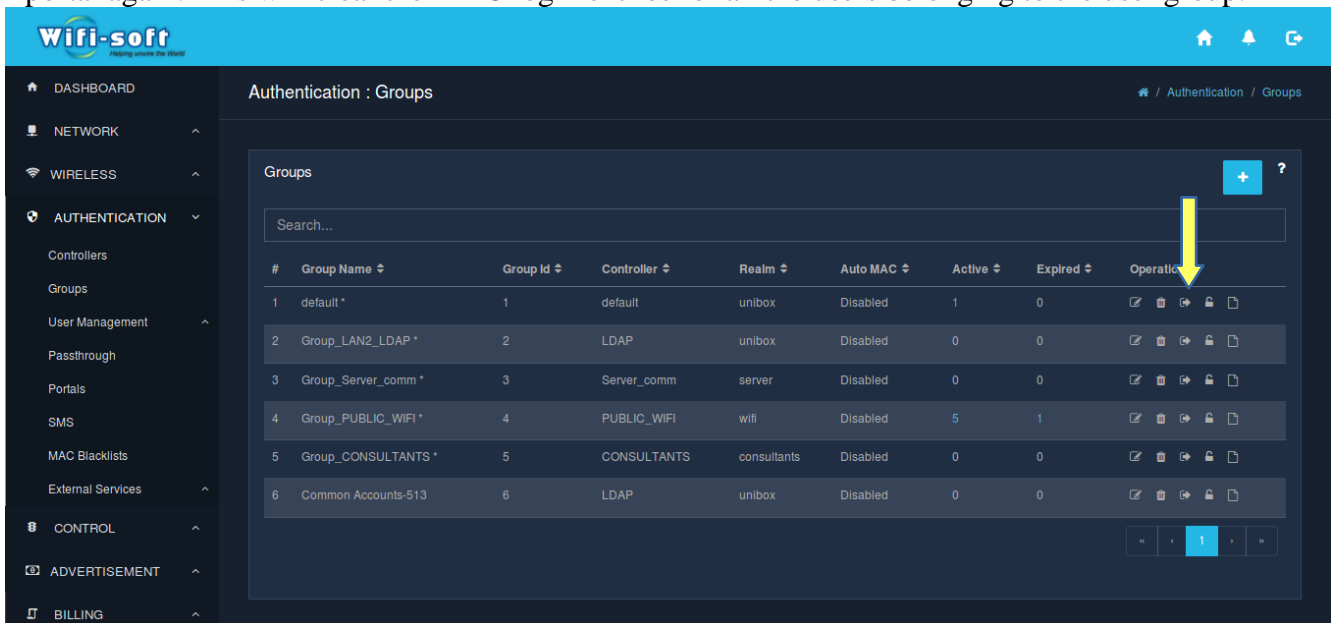 Wifi-soft
Helping unwire the World
DASHBOARD
Authentication : Groups
/ Authentication / Groups
NETWORK
WIRELESS
Groups
+
?
AUTHENTICATION
Search...
Controllers
# Group Name Group Id Controller Realm Auto MAC Active Expired
Groups
1 default * 1 default unibox Disabled 1 0
User Management
2 Group_LAN2_LDAP * 2 LDAP unibox Disabled 0 0
Passthrough
3 Group_Server_comm * 3 Server_comm server Disabled 0 0
Portals
4 Group_PUBLIC_WIFI * 4 PUBLIC_WIFI wifi Disabled 5 1
SMS
5 Group_CONSULTANTS * 5 CONSULTANTS consultants Disabled 0 0
MAC Blacklists
6 Common Accounts-513 6 LDAP unibox Disabled 0 0
External Services
CONTROL
« ‹ 1 › »
ADVERTISEMENT
BILLING